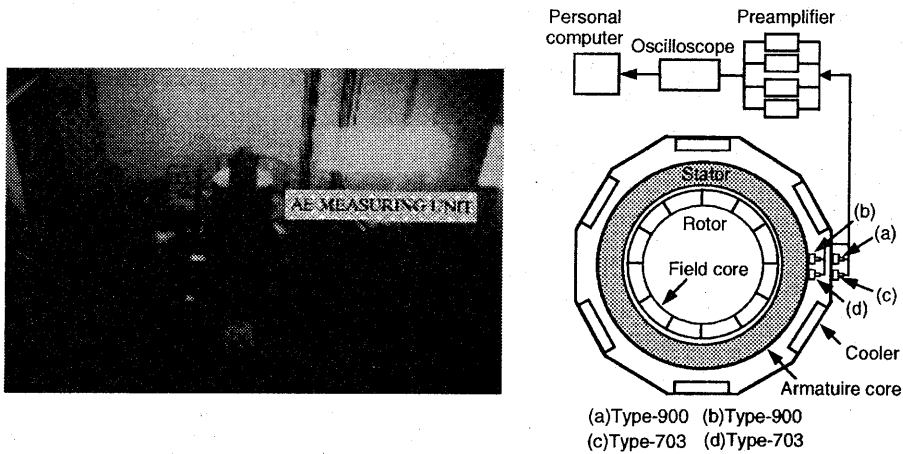 AE MEASURING UNIT
Personal
computer
Oscilloscope
Preamplifier
Stator
Rotor
Field core
(b)
(a)
(c)
(d)
Cooler
Armatuire core
(a)Type-900 (b)Type-900
(c)Type-703 (d)Type-703